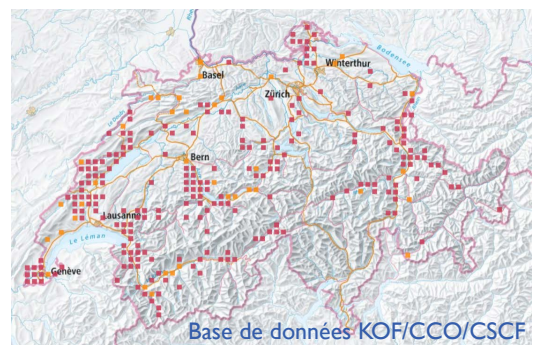 Bodensee
Winterthur
Basel
Zürich
Bern
Lausanne
Le Léman
Genève
Base de données KOF/CCO/CSCF